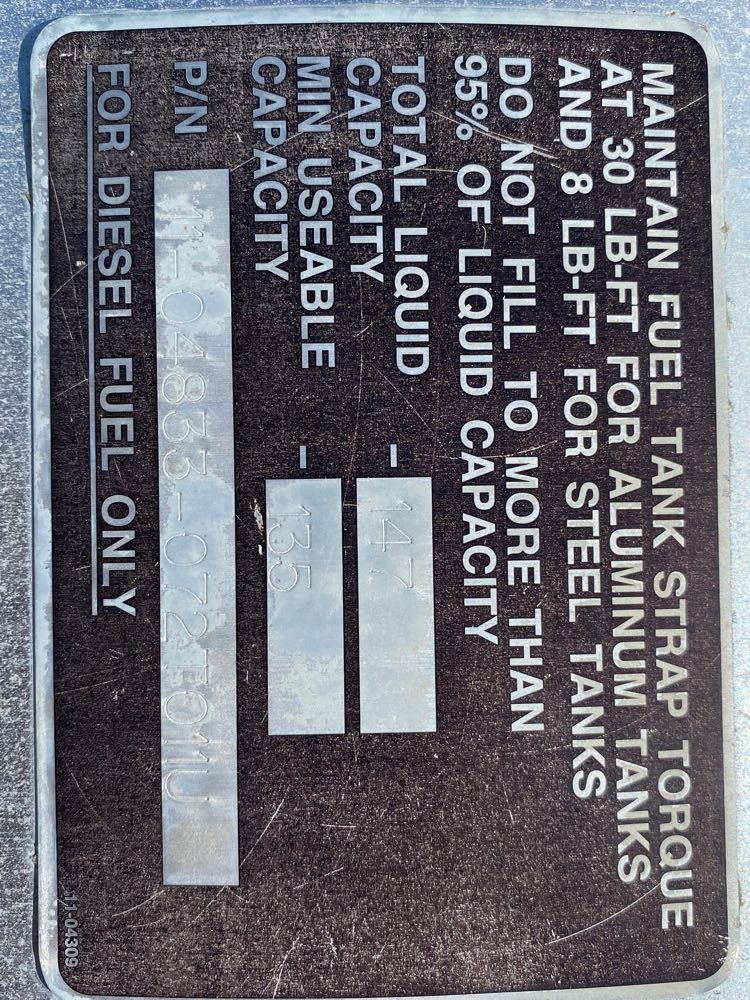 MAINTAIN FUEL TANK STRAP TORQUE
AT 30 LB-FT FOR ALUMINUM TANKS
AND 8 LB-FT FOR STEEL TANKS
DO NOT FILL TO MORE THAN
95% OF LIQUID CAPACITY
TOTAL LIQUID
CAPACITY - 147
MIN USEABLE
CAPACITY - 135
P/N 11-04833-072T011U
FOR DIESEL FUEL ONLY
11-04309